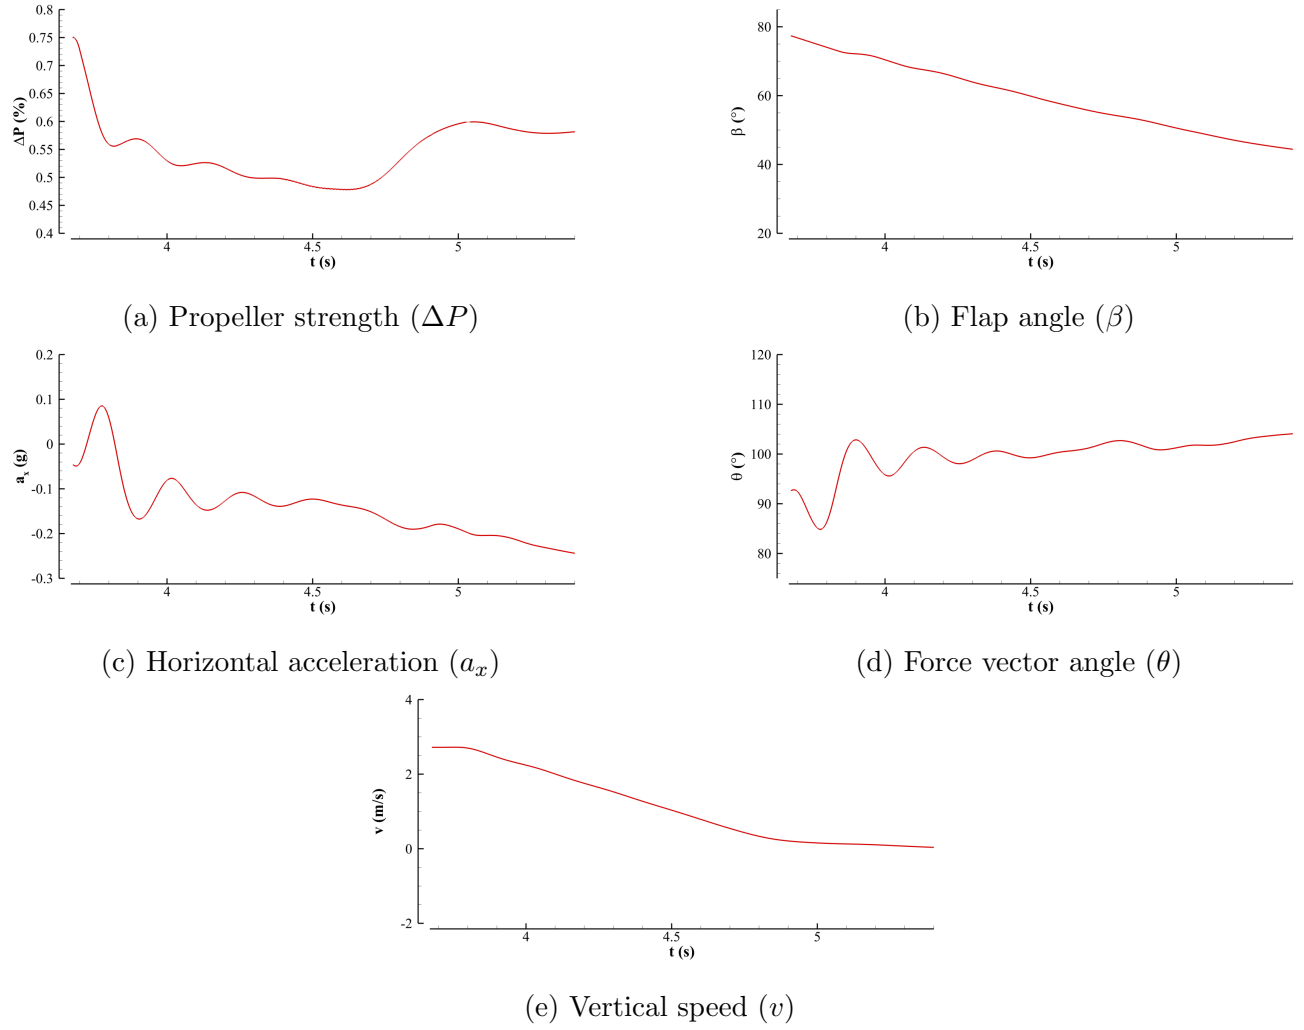 0.8
0.75
0.7
0.65
0.6
0.55
0.5
0.45
0.4
ΔP (%)
4
4.5
5
t (s)
(a) Propeller strength (ΔP)
80
60
40
20
β (°)
4
4.5
5
t (s)
(b) Flap angle (β)
0.2
0.1
0
-0.1
-0.2
-0.3
aₓ (g)
4
4.5
5
t (s)
(c) Horizontal acceleration (aₓ)
120
110
100
90
80
θ (°)
4
4.5
5
t (s)
(d) Force vector angle (θ)
4
2
0
-2
v (m/s)
4
4.5
5
t (s)
(e) Vertical speed (v)